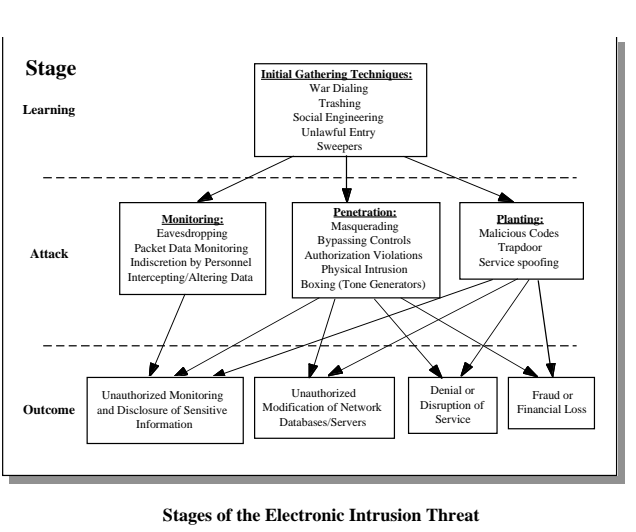 Stage
Learning
Initial Gathering Techniques:
War Dialing
Trashing
Social Engineering
Unlawful Entry
Sweepers
Attack
Monitoring:
Eavesdropping
Packet Data Monitoring
Indiscretion by Personnel
Intercepting/Altering Data
Penetration:
Masquerading
Bypassing Controls
Authorization Violations
Physical Intrusion
Boxing (Tone Generators)
Planting:
Malicious Codes
Trapdoor
Service spoofing
Outcome
Unauthorized Monitoring
and Disclosure of Sensitive
Information
Unauthorized
Modification of Network
Databases/Servers
Denial or
Disruption of
Service
Fraud or
Financial Loss
Stages of the Electronic Intrusion Threat